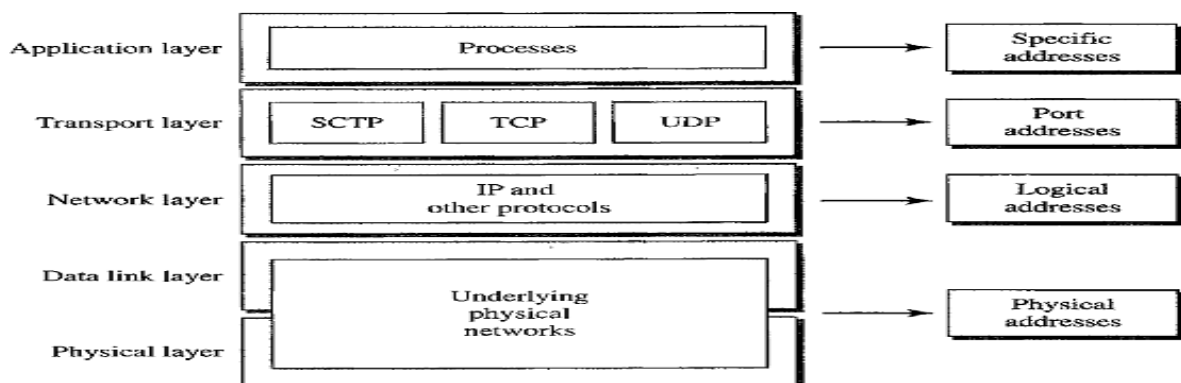 Application layer
Processes
Specific
addresses
Transport layer
SCTP
TCP
UDP
Port
addresses
Network layer
IP and
other protocols
Logical
addresses
Data link layer
Underlying
physical
networks
Physical
addresses
Physical layer